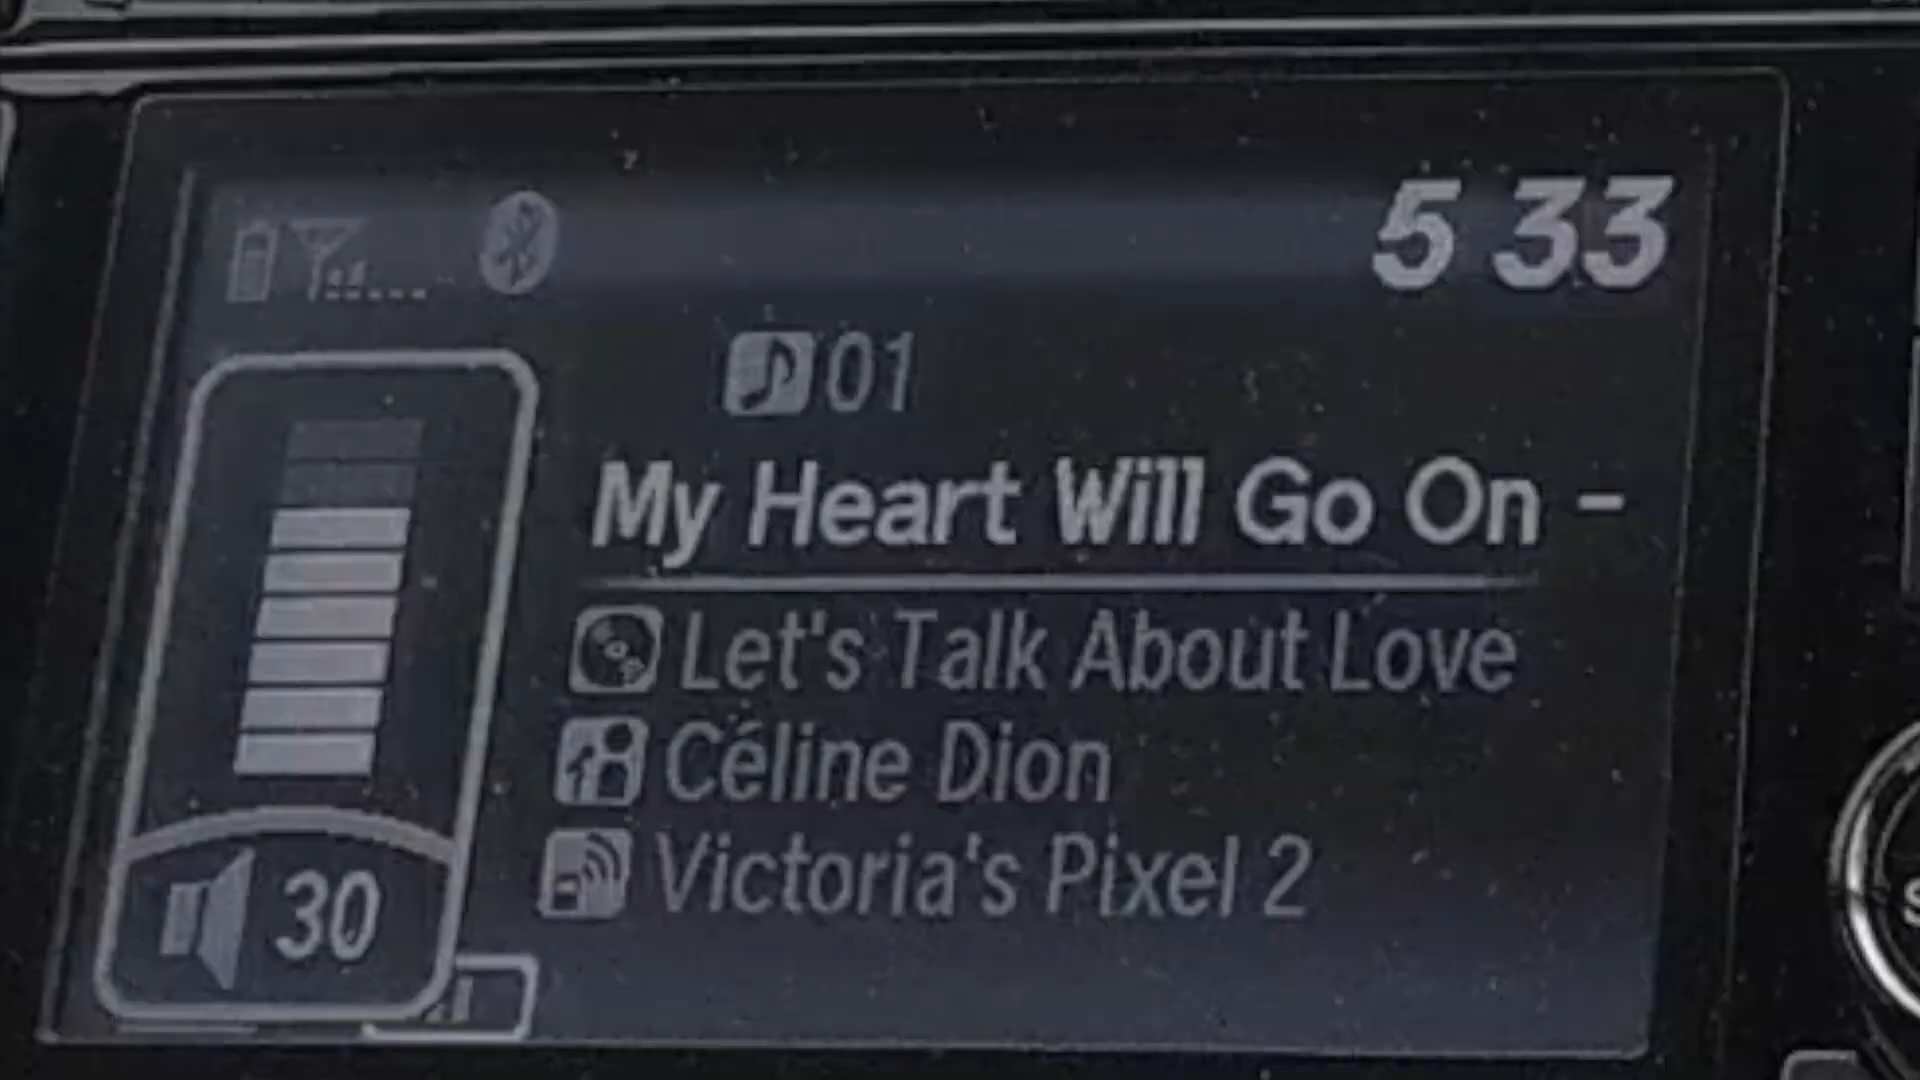 5 33
01
My Heart Will Go On -
Let's Talk About Love
Céline Dion
Victoria's Pixel 2
30